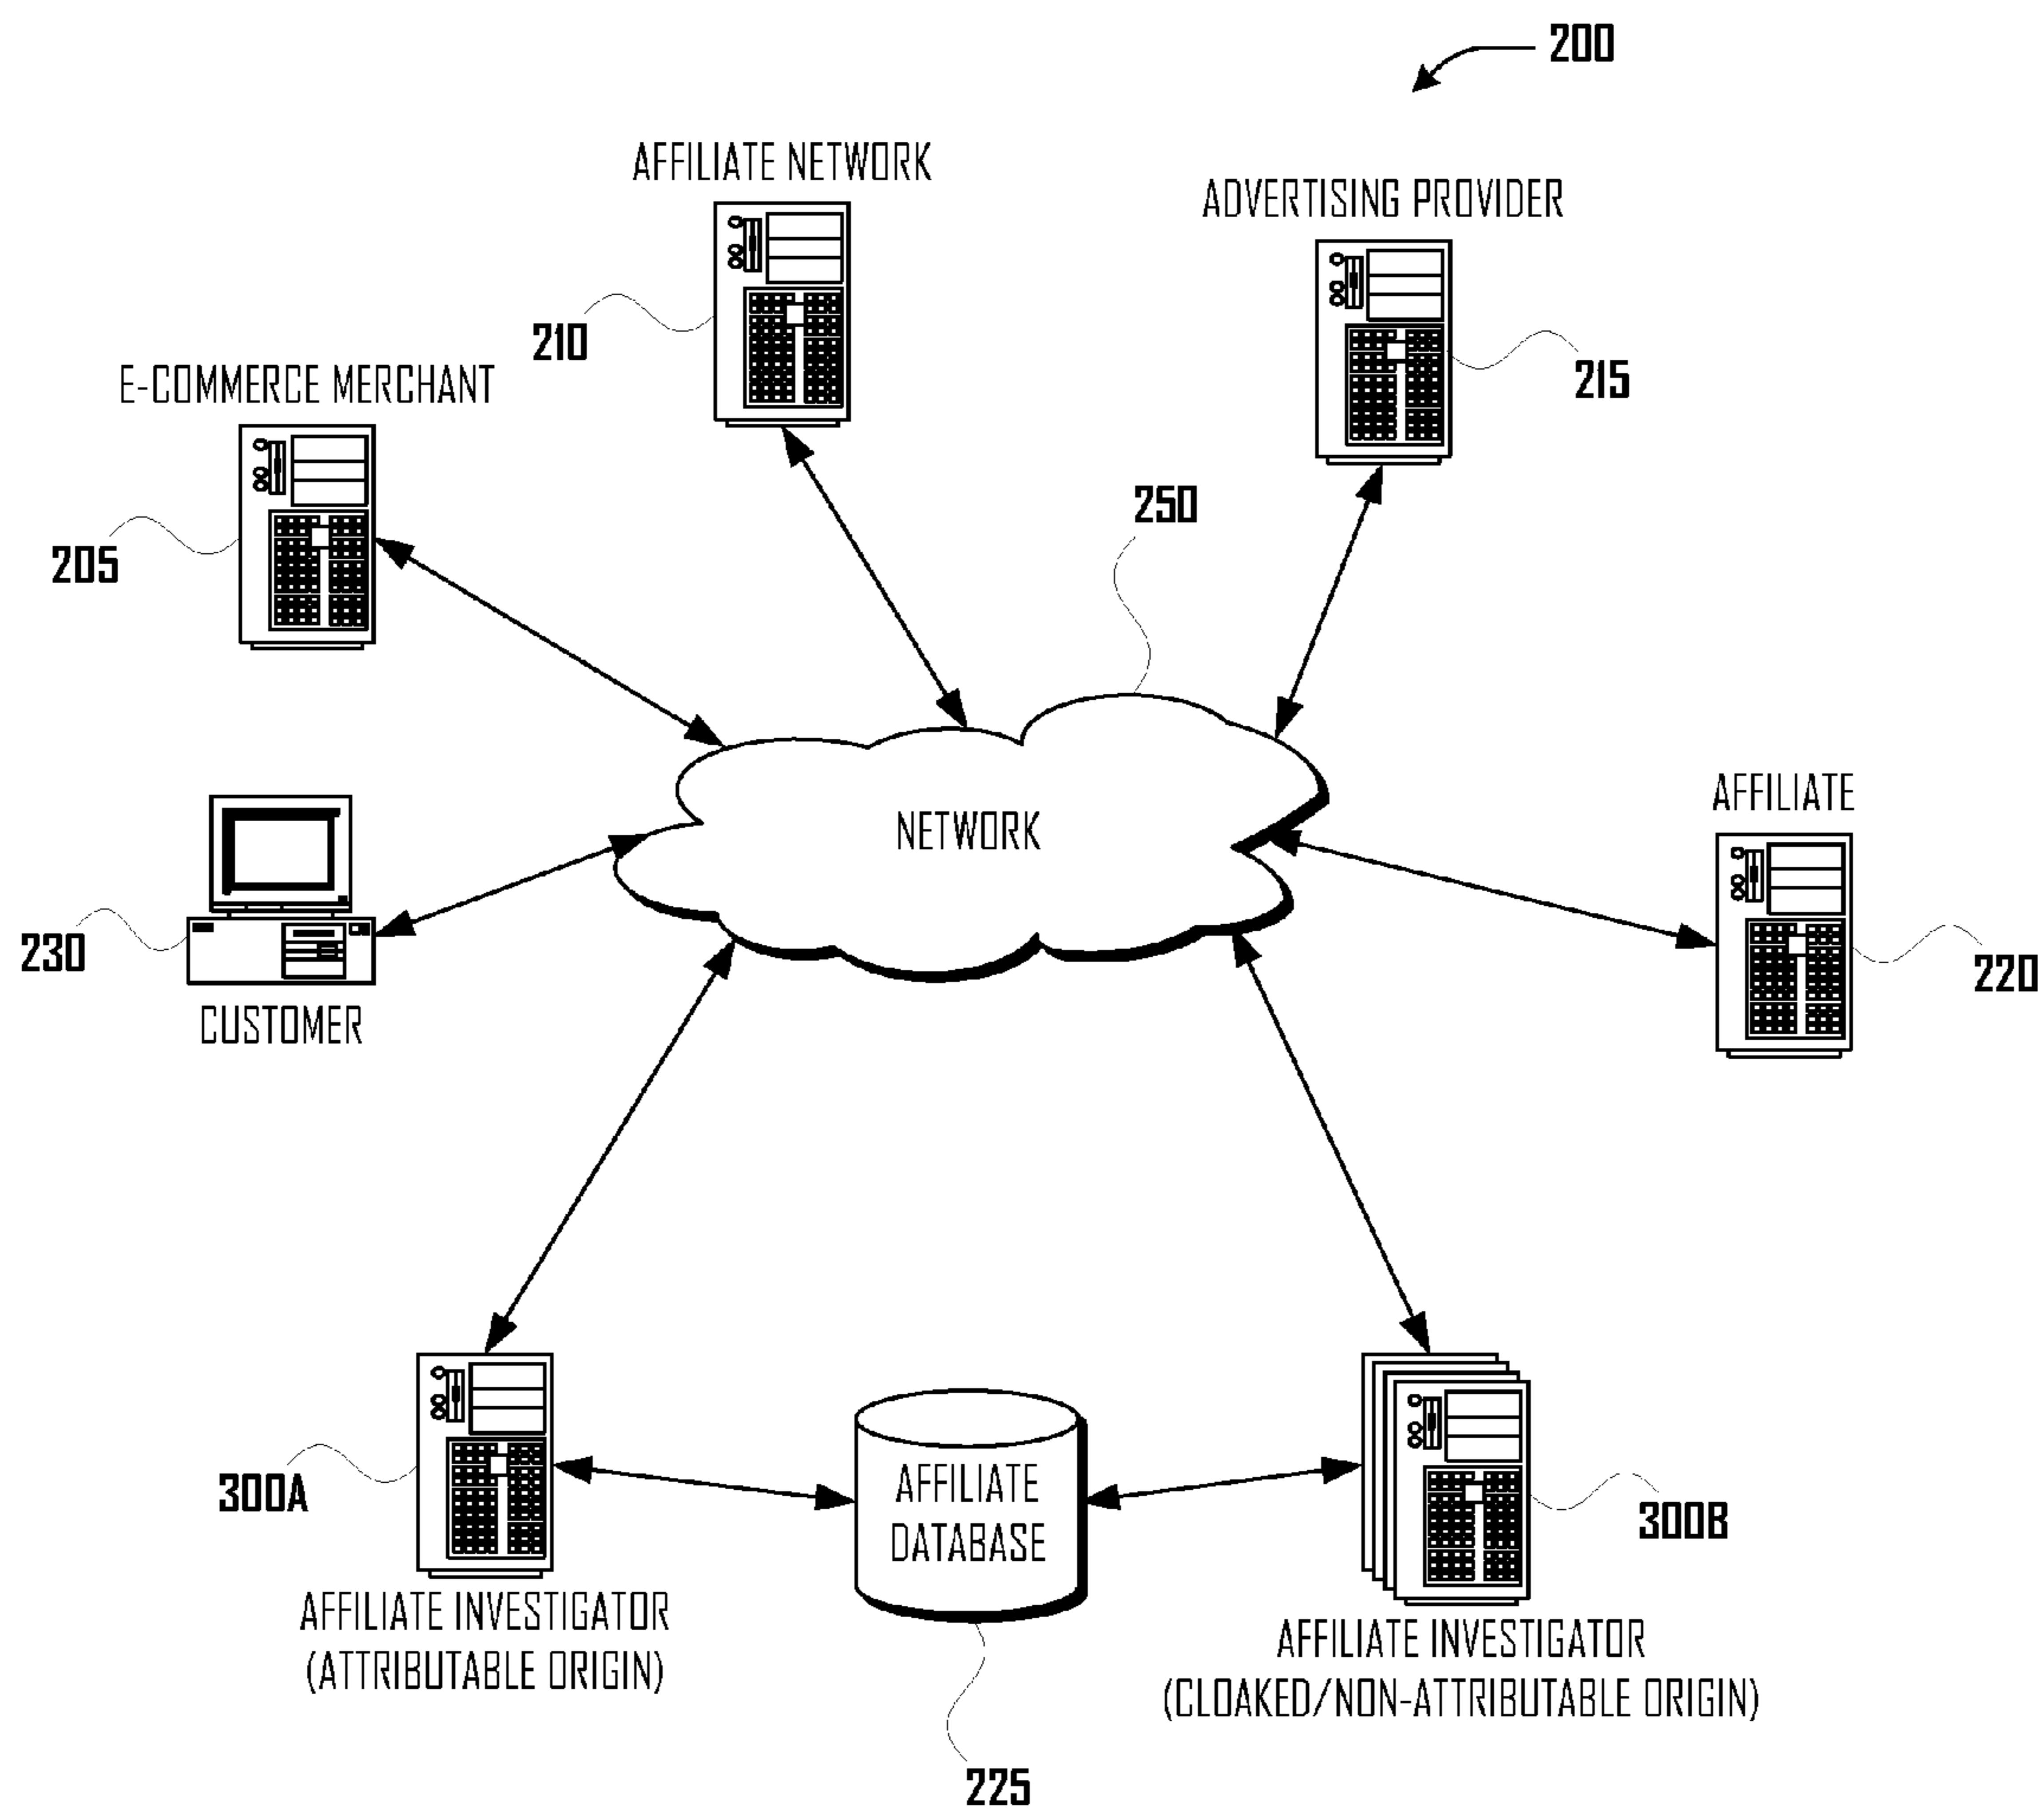 200
AFFILIATE NETWORK
ADVERTISING PROVIDER
210
215
E-COMMERCE MERCHANT
250
205
AFFILIATE
NETWORK
230
220
CUSTOMER
300A
AFFILIATE
DATABASE
300B
AFFILIATE INVESTIGATOR
(ATTRIBUTABLE ORIGIN)
AFFILIATE INVESTIGATOR
(CLOAKED/NON-ATTRIBUTABLE ORIGIN)
225